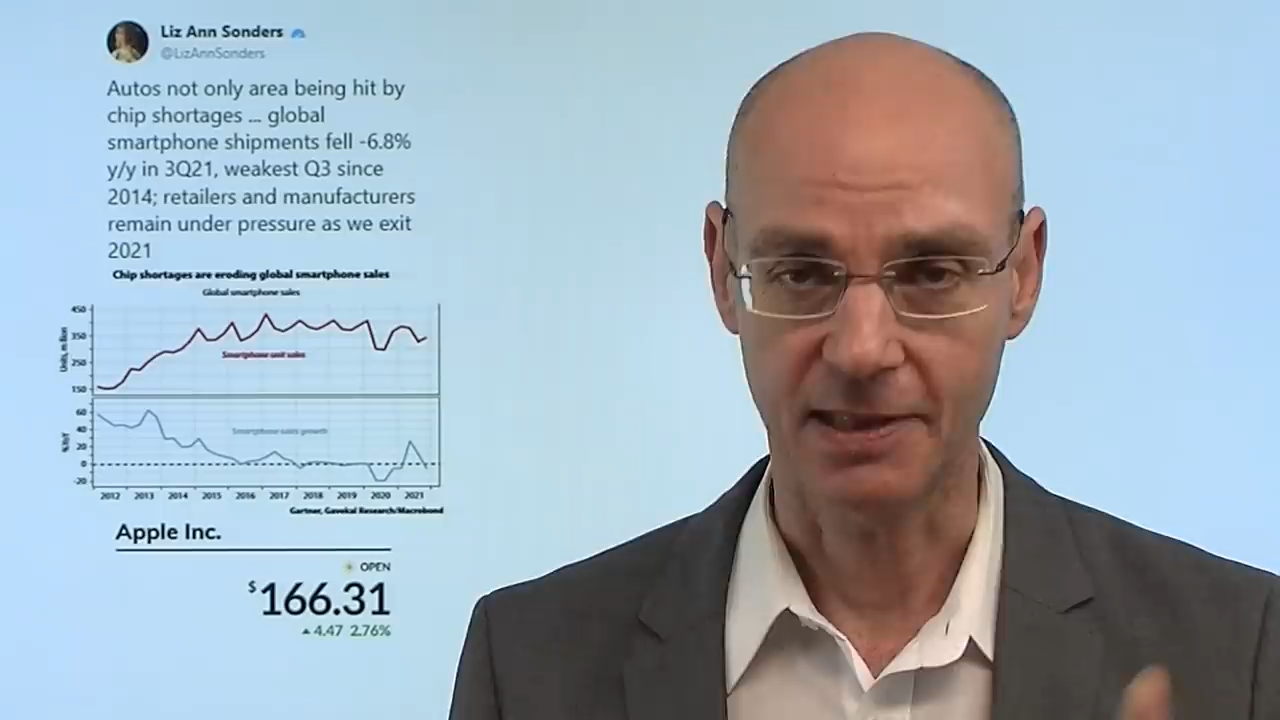 Liz Ann Sonders
@LizAnnSonders
Autos not only area being hit by
chip shortages ... global
smartphone shipments fell -6.8%
y/y in 3Q21, weakest Q3 since
2014; retailers and manufacturers
remain under pressure as we exit
2021
Chip shortages are eroding global smartphone sales
Global smartphone sales
450
350
250
150
Units, million
Smartphone unit sales
60
40
20
0
-20
% YoY
Smartphone sales growth
2012 2013 2014 2015 2016 2017 2018 2019 2020 2021
Gartner, Gavekal Research/Macrobond
Apple Inc.
OPEN
$166.31
▲ 4.47 2.76%